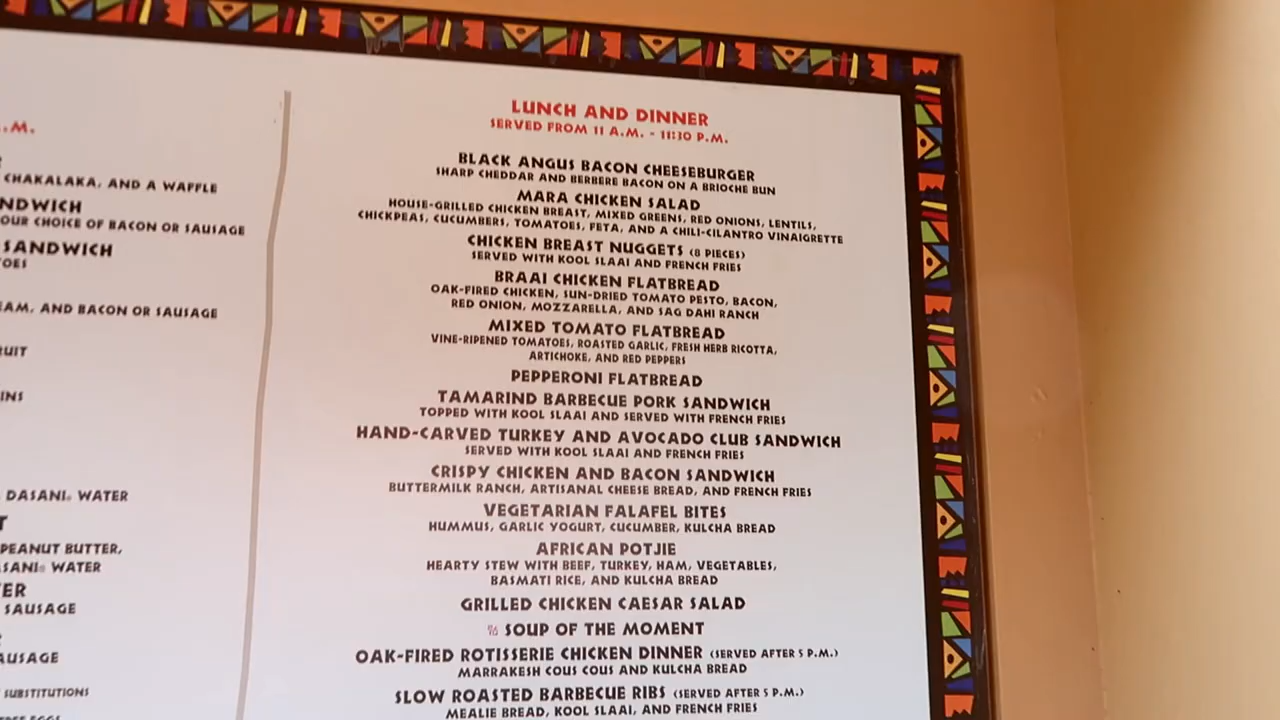 .M.
CHAKALAKA, AND A WAFFLE
NDWICH
OUR CHOICE OF BACON OR SAUSAGE
SANDWICH
TOES
EAM, AND BACON OR SAUSAGE
RUIT
INS
DASANI® WATER
PEANUT BUTTER,
ASANI® WATER
ER
SAUSAGE
AUSAGE
SUBSTITUTIONS
LUNCH AND DINNER
SERVED FROM 11 A.M. - 11:30 P.M.
BLACK ANGUS BACON CHEESEBURGER
SHARP CHEDDAR AND BERBERE BACON ON A BRIOCHE BUN
MARA CHICKEN SALAD
HOUSE-GRILLED CHICKEN BREAST, MIXED GREENS, RED ONIONS, LENTILS,
CHICKPEAS, CUCUMBERS, TOMATOES, FETA, AND A CHILI-CILANTRO VINAIGRETTE
CHICKEN BREAST NUGGETS (8 PIECES)
SERVED WITH KOOL SLAAI AND FRENCH FRIES
BRAAI CHICKEN FLATBREAD
OAK-FIRED CHICKEN, SUN-DRIED TOMATO PESTO, BACON,
RED ONION, MOZZARELLA, AND SAG DAHI RANCH
MIXED TOMATO FLATBREAD
VINE-RIPENED TOMATOES, ROASTED GARLIC, FRESH HERB RICOTTA,
ARTICHOKE, AND RED PEPPERS
PEPPERONI FLATBREAD
TAMARIND BARBECUE PORK SANDWICH
TOPPED WITH KOOL SLAAI AND SERVED WITH FRENCH FRIES
HAND-CARVED TURKEY AND AVOCADO CLUB SANDWICH
SERVED WITH KOOL SLAAI AND FRENCH FRIES
CRISPY CHICKEN AND BACON SANDWICH
BUTTERMILK RANCH, ARTISANAL CHEESE BREAD, AND FRENCH FRIES
VEGETARIAN FALAFEL BITES
HUMMUS, GARLIC YOGURT, CUCUMBER, KULCHA BREAD
AFRICAN POTJIE
HEARTY STEW WITH BEEF, TURKEY, HAM, VEGETABLES,
BASMATI RICE, AND KULCHA BREAD
GRILLED CHICKEN CAESAR SALAD
SOUP OF THE MOMENT
OAK-FIRED ROTISSERIE CHICKEN DINNER (SERVED AFTER 5 P.M.)
MARRAKESH COUS COUS AND KULCHA BREAD
SLOW ROASTED BARBECUE RIBS (SERVED AFTER 5 P.M.)
MEALIE BREAD, KOOL SLAAI, AND FRENCH FRIES